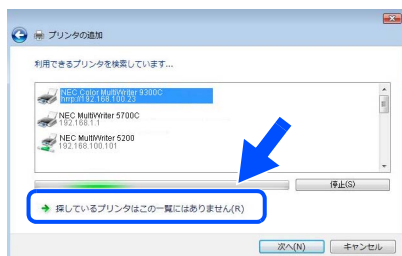 プリンタの追加
利用できるプリンタを検索しています...
NEC Color MultiWriter 9300C
http://192.168.100.23
NEC MultiWriter 5700C
192.168.1.1
NEC MultiWriter 5200
192.168.100.101
停止(S)
探しているプリンタはこの一覧にはありません(R)
次へ(N)
キャンセル